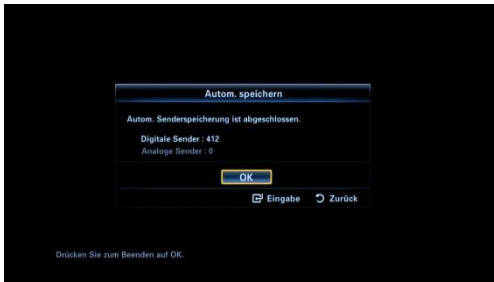 Autom. speichern
Autom. Senderspeicherung ist abgeschlossen.
Digitale Sender : 412
Analoge Sender : 0
OK
Eingabe Zurück
Drücken Sie zum Beenden auf OK.